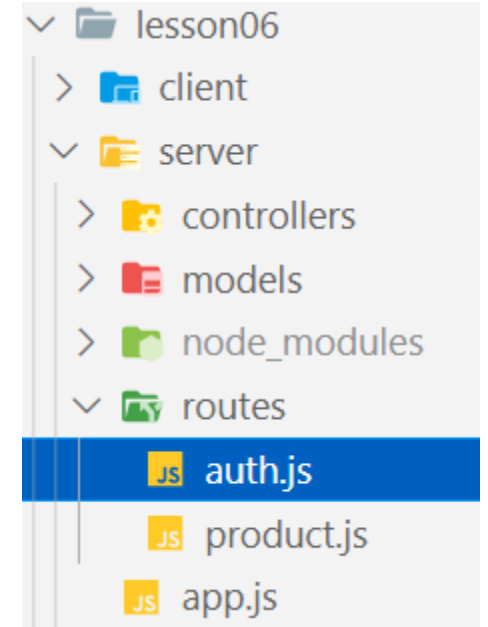 lesson06
client
server
controllers
models
node_modules
routes
JS auth.js
JS product.js
JS app.js